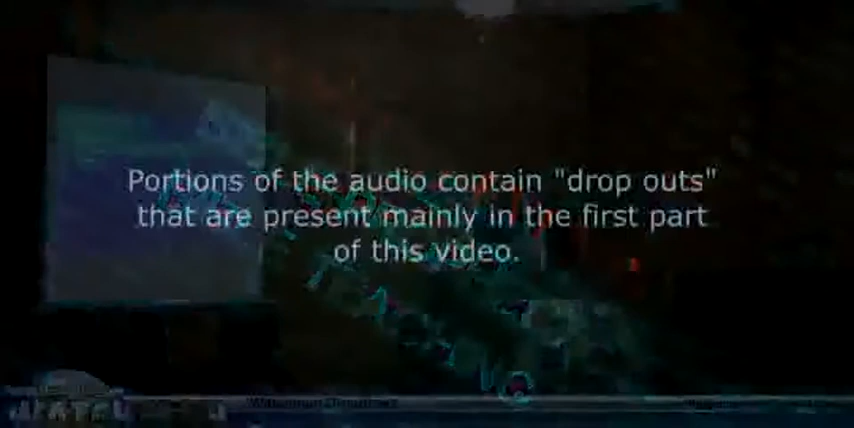 Portions of the audio contain "drop outs"
that are present mainly in the first part
of this video.